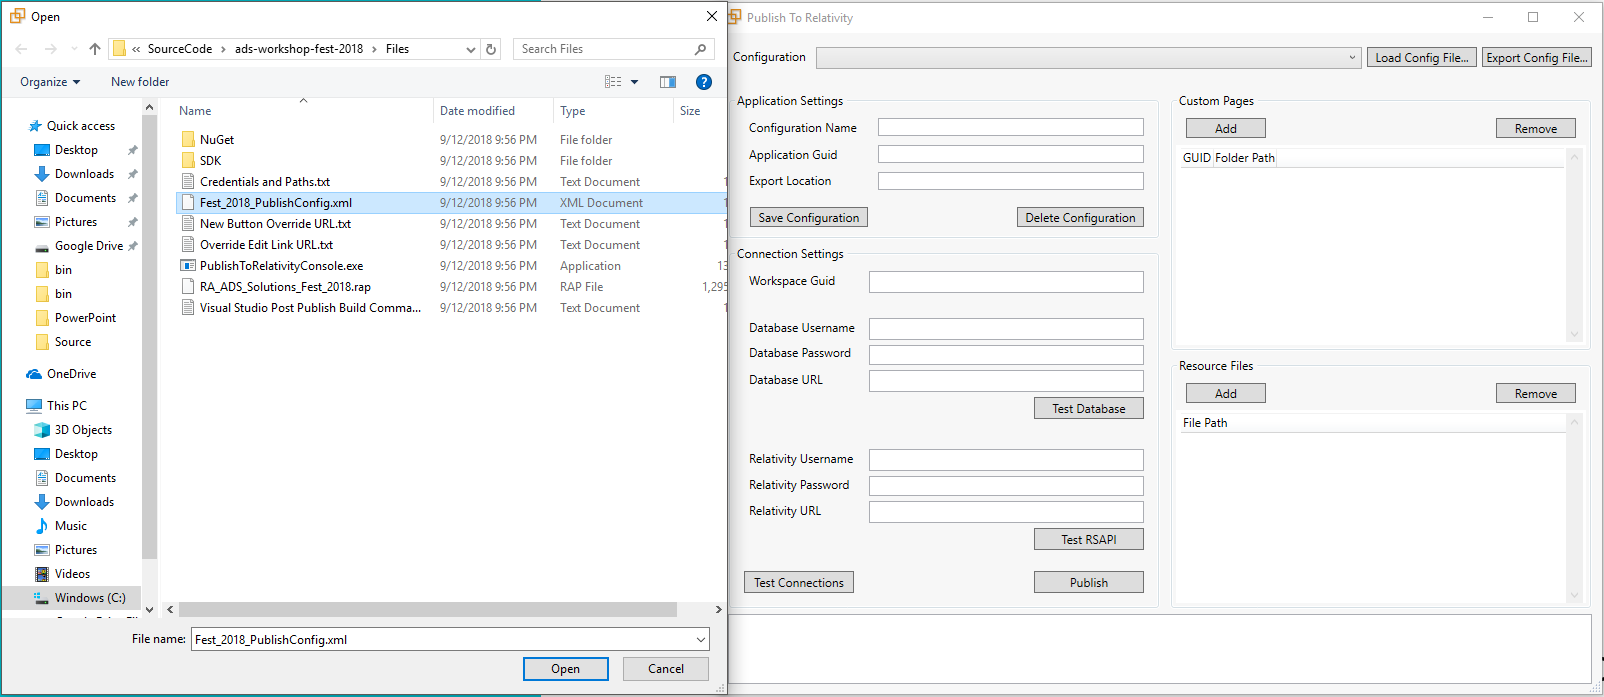 Open
« SourceCode › ads-workshop-fest-2018 › Files
Search Files
Organize
New folder
Name
Date modified
Type
Size
Quick access
Desktop
Downloads
Documents
Pictures
Google Drive
bin
bin
PowerPoint
Source
OneDrive
This PC
3D Objects
Desktop
Documents
Downloads
Music
Pictures
Videos
Windows (C:)
NuGet 9/12/2018 9:56 PM File folder
SDK 9/12/2018 9:56 PM File folder
Credentials and Paths.txt 9/12/2018 9:56 PM Text Document 1
Fest_2018_PublishConfig.xml 9/12/2018 9:56 PM XML Document 1
New Button Override URL.txt 9/12/2018 9:56 PM Text Document 1
Override Edit Link URL.txt 9/12/2018 9:56 PM Text Document 1
PublishToRelativityConsole.exe 9/12/2018 9:56 PM Application 13
RA_ADS_Solutions_Fest_2018.rap 9/12/2018 9:56 PM RAP File 1,295
Visual Studio Post Publish Build Comma... 9/12/2018 9:56 PM Text Document 1
File name: Fest_2018_PublishConfig.xml
Open
Cancel
Publish To Relativity
Configuration
Load Config File...
Export Config File...
Application Settings
Configuration Name
Application Guid
Export Location
Save Configuration
Delete Configuration
Connection Settings
Workspace Guid
Database Username
Database Password
Database URL
Test Database
Relativity Username
Relativity Password
Relativity URL
Test RSAPI
Test Connections
Publish
Custom Pages
Add
Remove
GUID Folder Path
Resource Files
Add
Remove
File Path